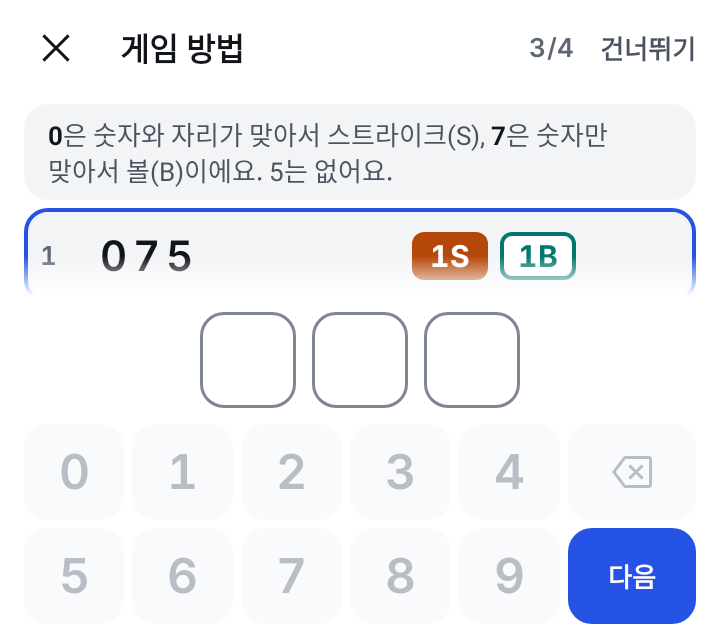 게임 방법
3/4 건너뛰기
0은 숫자와 자리가 맞아서 스트라이크(S), 7은 숫자만
맞아서 볼(B)이에요. 5는 없어요.
1 075 1S 1B
0 1 2 3 4
5 6 7 8 9 다음